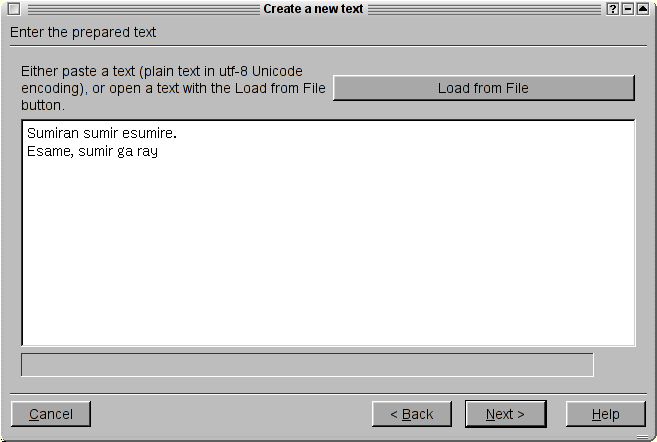 Create a new text
Enter the prepared text
Either paste a text (plain text in utf-8 Unicode
encoding), or open a text with the Load from File
button.
Load from File
Sumiran sumir esumire.
Esame, sumir ga ray
Cancel
< Back
Next >
Help